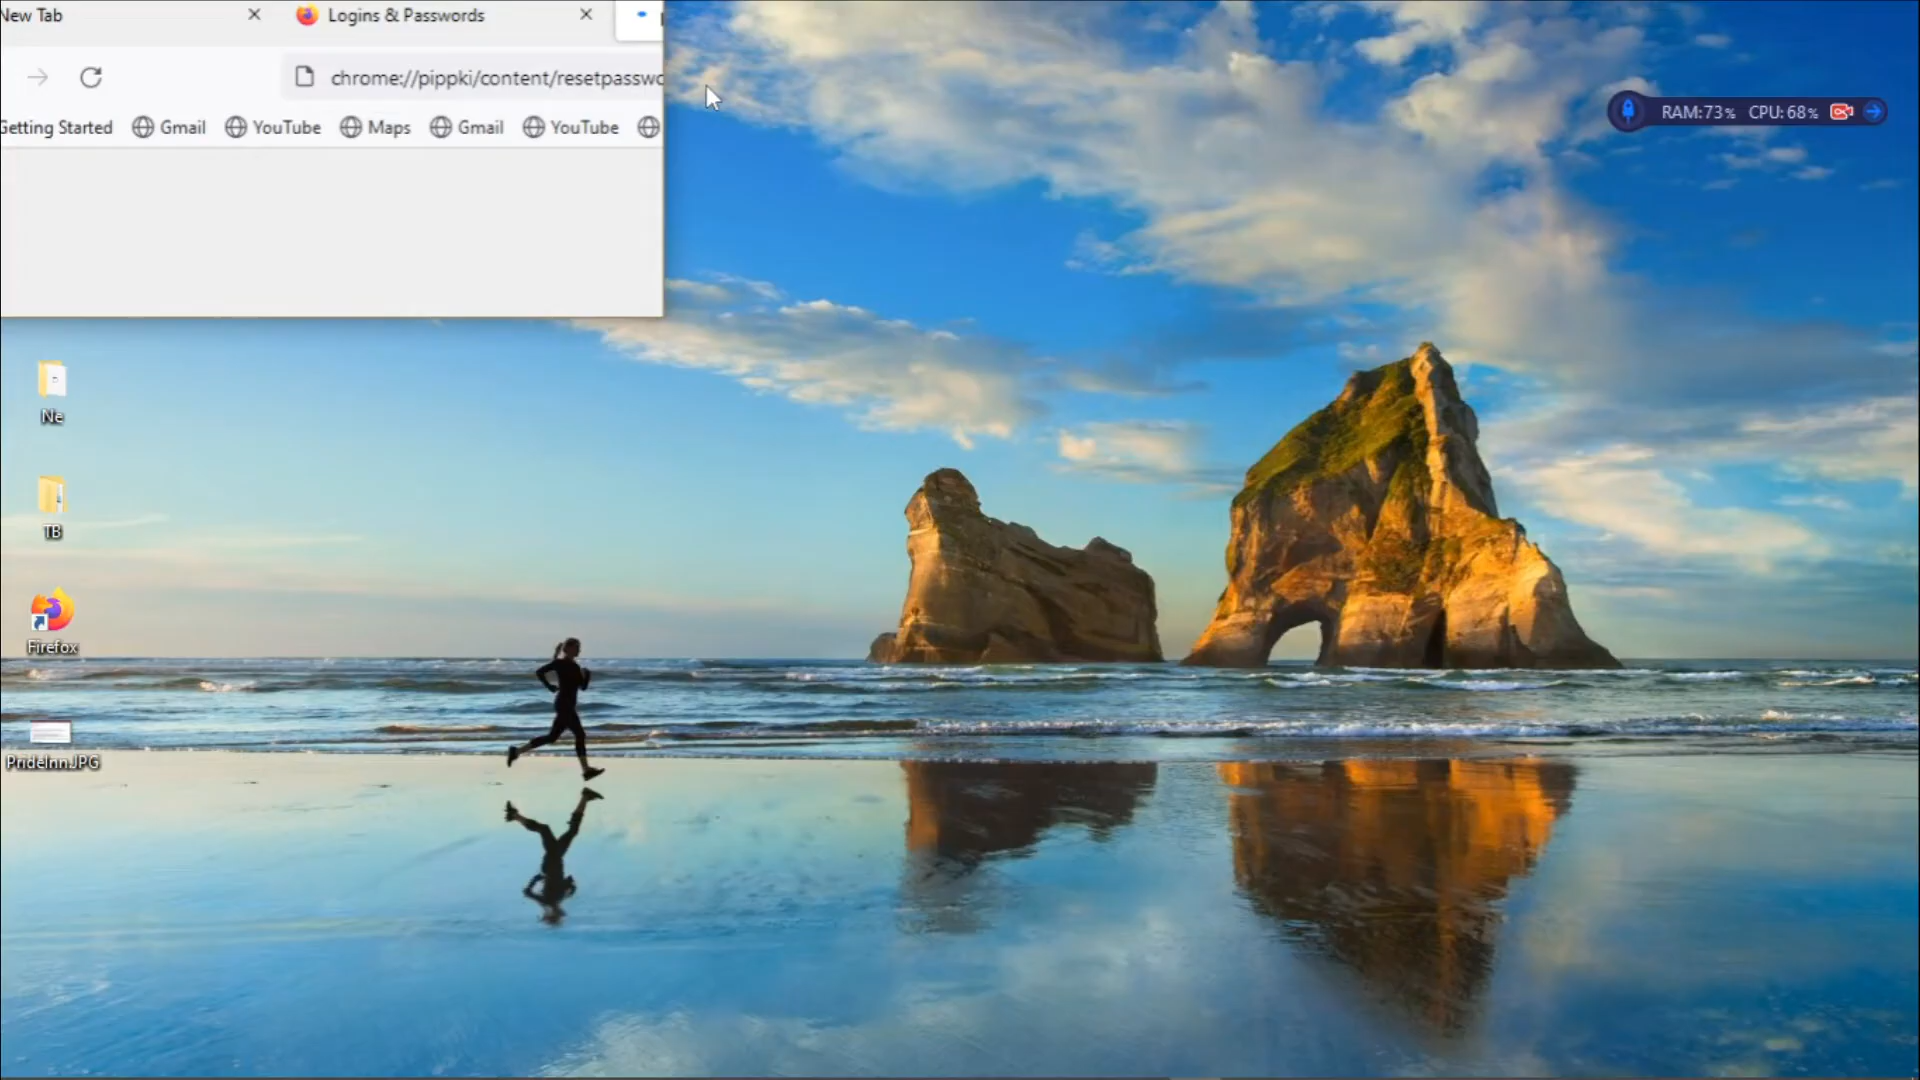 New Tab
Logins & Passwords
chrome://pippki/content/resetpasswo
Getting Started Gmail YouTube Maps Gmail YouTube
RAM:73% CPU:68%
Ne
TB
Firefox
PrideInn.JPG